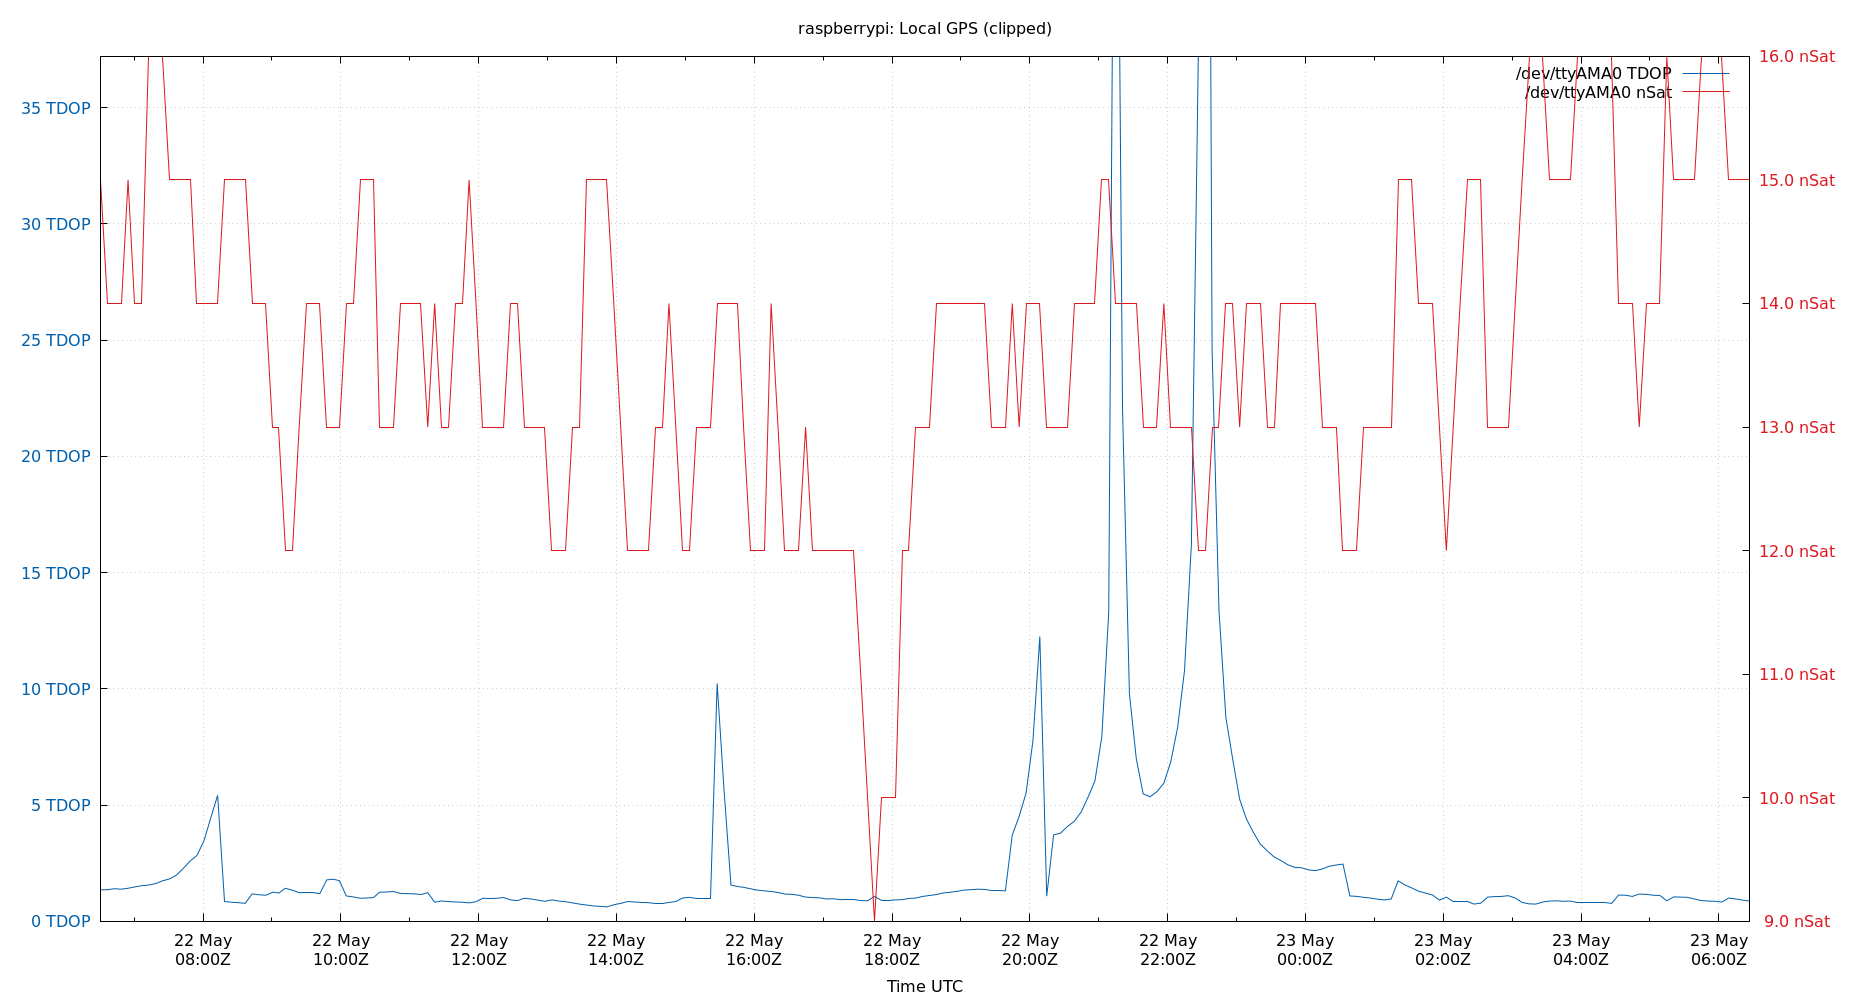 raspberrypi: Local GPS (clipped)
/dev/ttyAMA0 TDOP
/dev/ttyAMA0 nSat
35 TDOP
30 TDOP
25 TDOP
20 TDOP
15 TDOP
10 TDOP
5 TDOP
0 TDOP
16.0 nSat
15.0 nSat
14.0 nSat
13.0 nSat
12.0 nSat
11.0 nSat
10.0 nSat
9.0 nSat
22 May
08:00Z
22 May
10:00Z
22 May
12:00Z
22 May
14:00Z
22 May
16:00Z
22 May
18:00Z
22 May
20:00Z
22 May
22:00Z
23 May
00:00Z
23 May
02:00Z
23 May
04:00Z
23 May
06:00Z
Time UTC